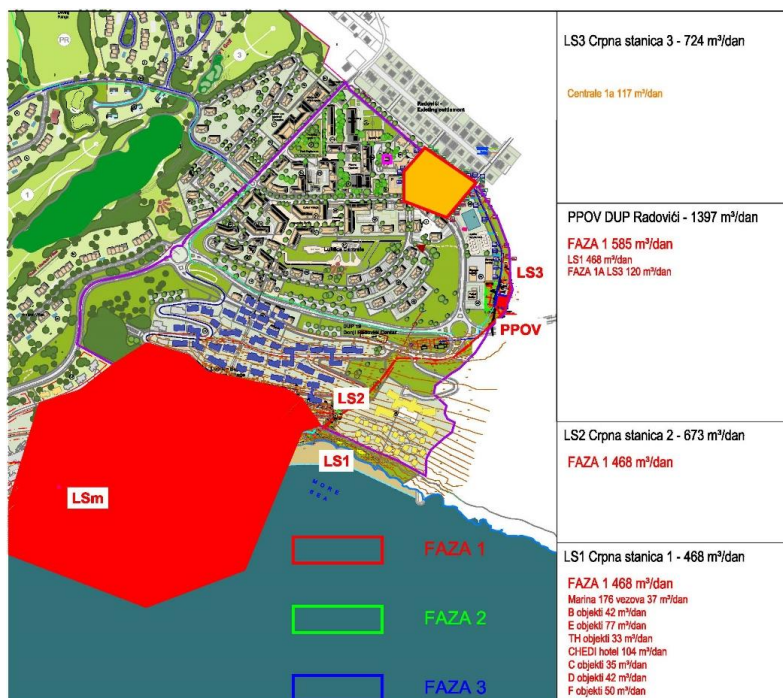 LS3 Crpna stanica 3 - 724 m³/dan
Centrale 1a 117 m³/dan
PPOV DUP Radovići - 1397 m³/dan
FAZA 1 585 m³/dan
LS1 468 m³/dan
FAZA 1A LS3 120 m³/dan
LS2 Crpna stanica 2 - 673 m³/dan
FAZA 1 468 m³/dan
LS1 Crpna stanica 1 - 468 m³/dan
FAZA 1 468 m³/dan
Marina 176 vezova 37 m³/dan
B objekti 42 m³/dan
E objekti 77 m³/dan
TH objekti 33 m³/dan
CHEDI hotel 104 m³/dan
C objekti 35 m³/dan
D objekti 42 m³/dan
F objekti 50 m³/dan
PR
3
1
LS3
PPOV
LS2
LS1
LSm
MORE
SEA
FAZA 1
FAZA 2
FAZA 3